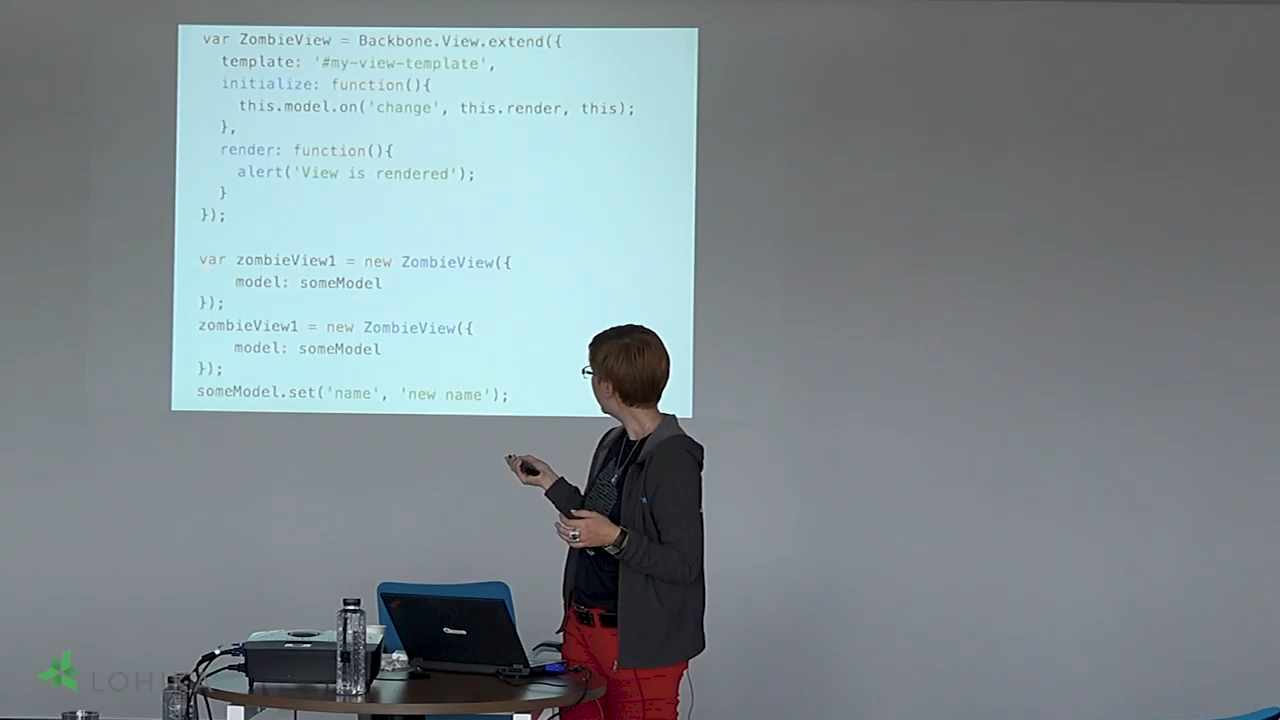 var ZombieView = Backbone.View.extend({
template: '#my-view-template',
initialize: function(){
this.model.on('change', this.render, this);
},
render: function(){
alert('View is rendered');
}
});
var zombieView1 = new ZombieView({
model: someModel
});
zombieView1 = new ZombieView({
model: someModel
});
someModel.set('name', 'new name');